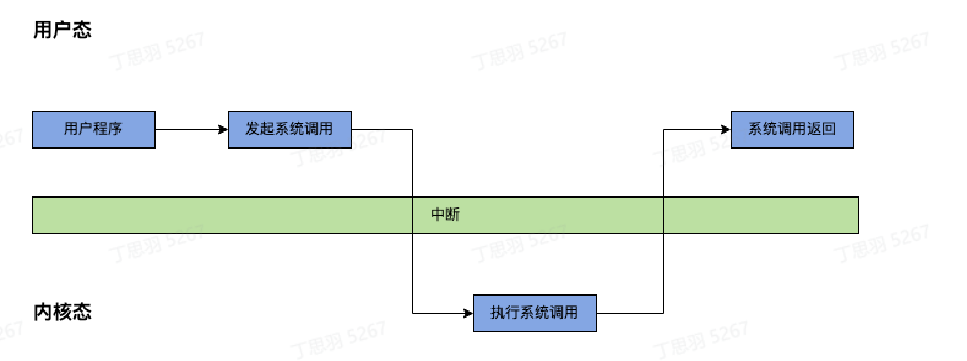 用户态
用户程序
发起系统调用
系统调用返回
中断
内核态
执行系统调用
丁思羽 5267